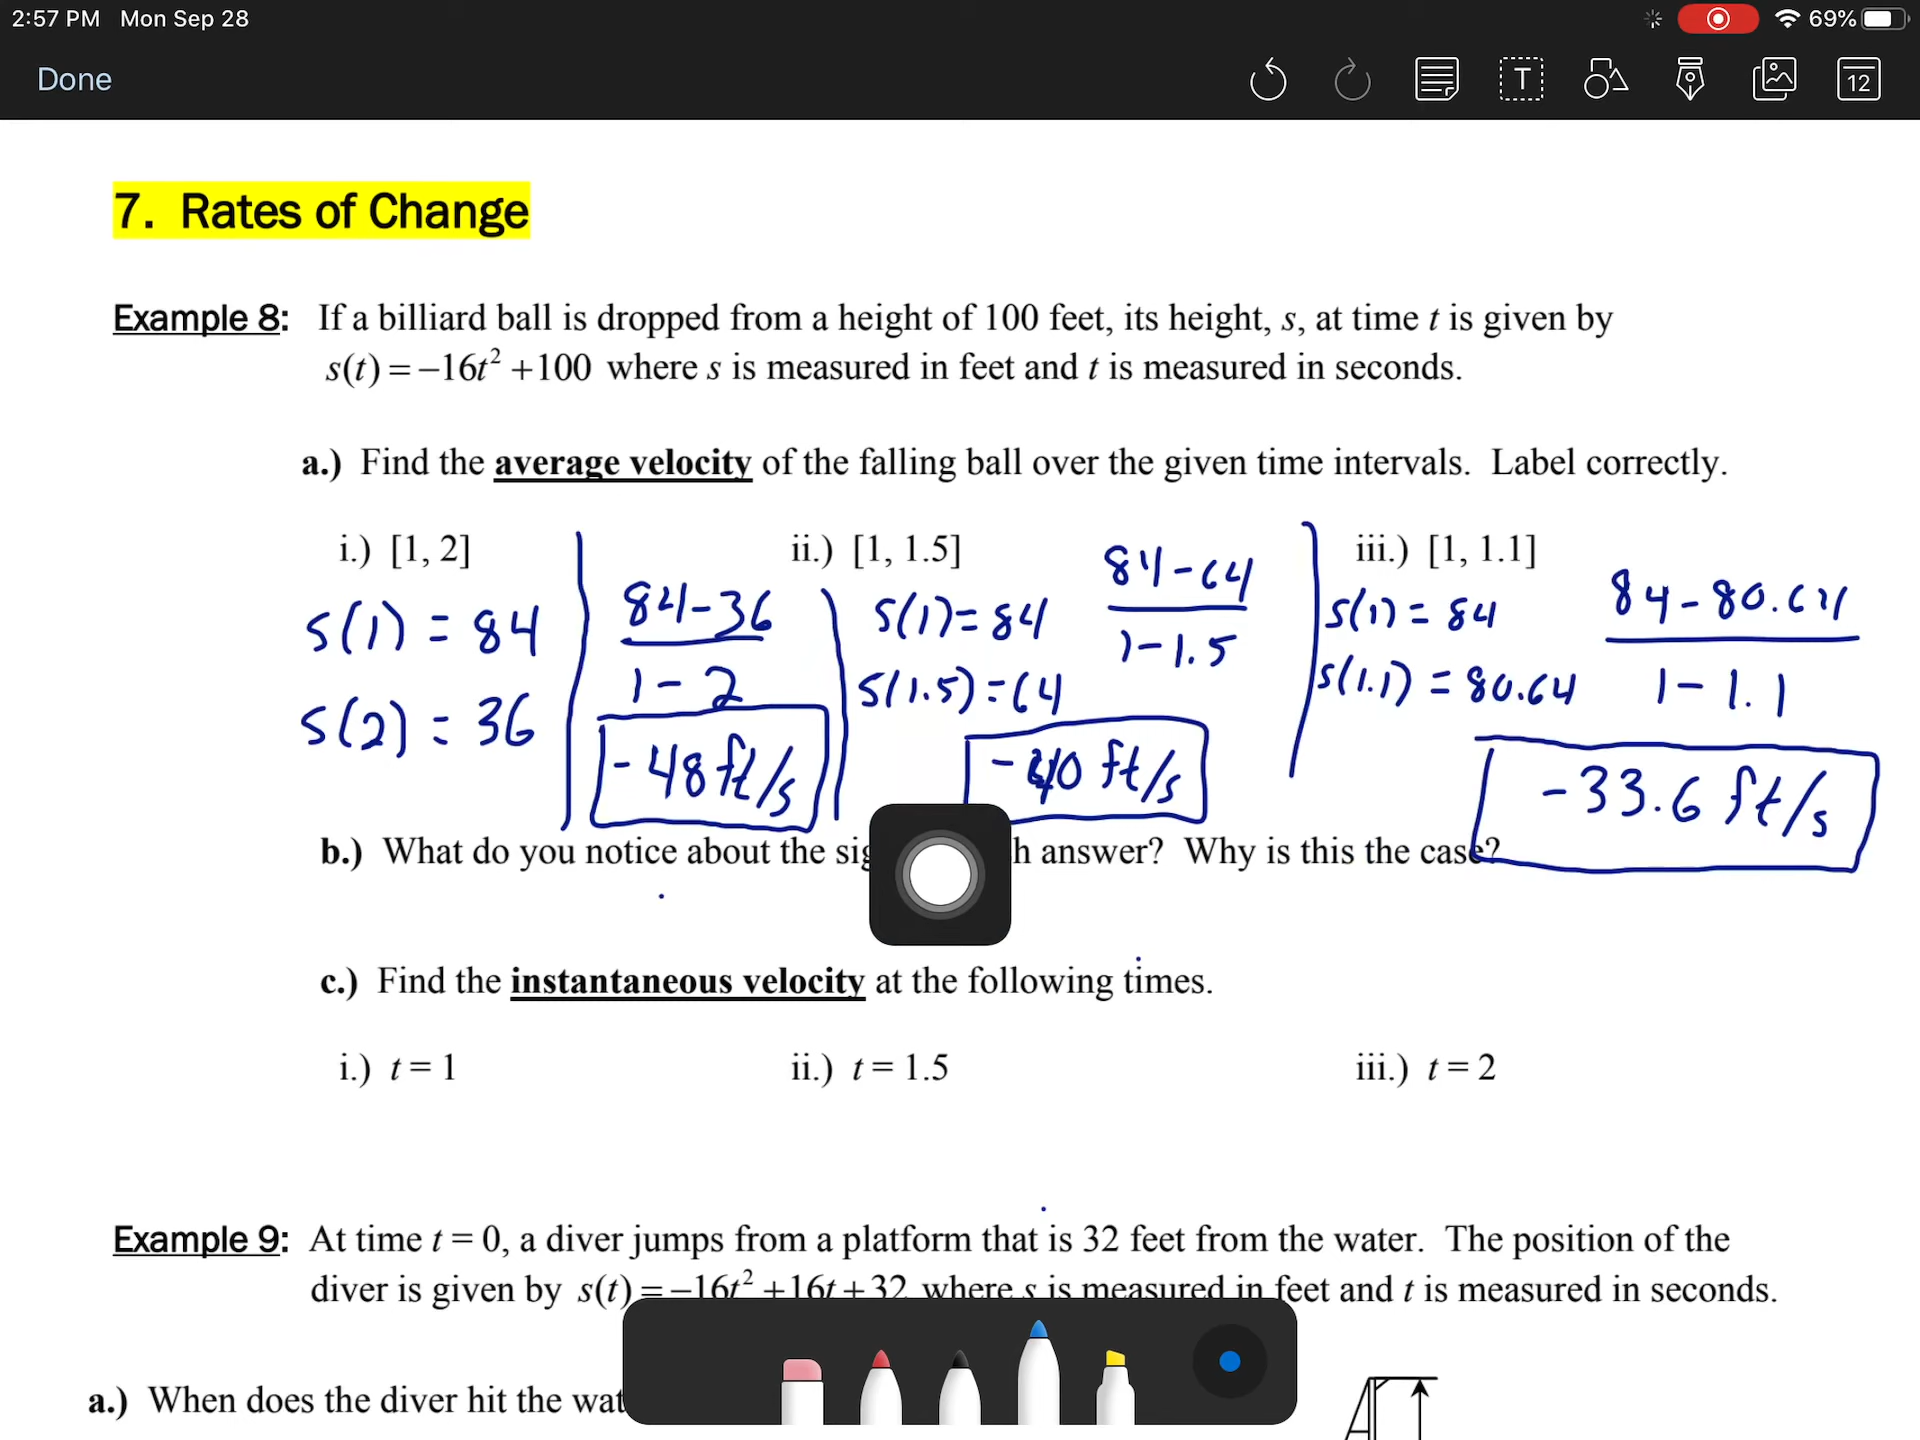 2:57 PM Mon Sep 28
69%
Done
T
12
7. Rates of Change
Example 8: If a billiard ball is dropped from a height of 100 feet, its height, s, at time t is given by
s(t) = −16t² + 100 where s is measured in feet and t is measured in seconds.
a.) Find the average velocity of the falling ball over the given time intervals. Label correctly.
i.) [1, 2]
s(1) = 84
s(2) = 36
84-36
1-2
-48 ft/s
ii.) [1, 1.5]
s(1)=84
s(1.5)=64
84-64
1-1.5
-40 ft/s
iii.) [1, 1.1]
s(1) = 84
s(1.1) = 80.64
84-80.64
1-1.1
-33.6 ft/s
b.) What do you notice about the sig h answer? Why is this the case?
c.) Find the instantaneous velocity at the following times.
i.) t = 1 ii.) t = 1.5 iii.) t = 2
Example 9: At time t = 0, a diver jumps from a platform that is 32 feet from the water. The position of the
diver is given by s(t) = −16t² + 16t + 32 where s is measured in feet and t is measured in seconds.
a.) When does the diver hit the wat